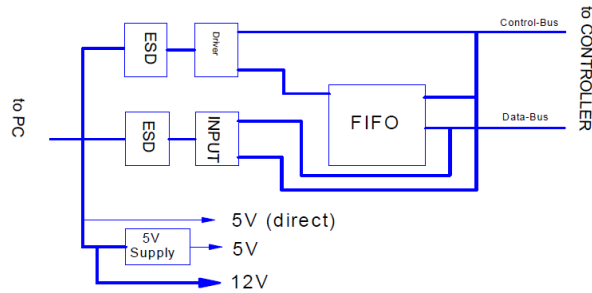 to PC
ESD
Driver
Control-Bus
to CONTROLLER
ESD
INPUT
FIFO
Data-Bus
5V (direct)
5V
Supply
5V
12V